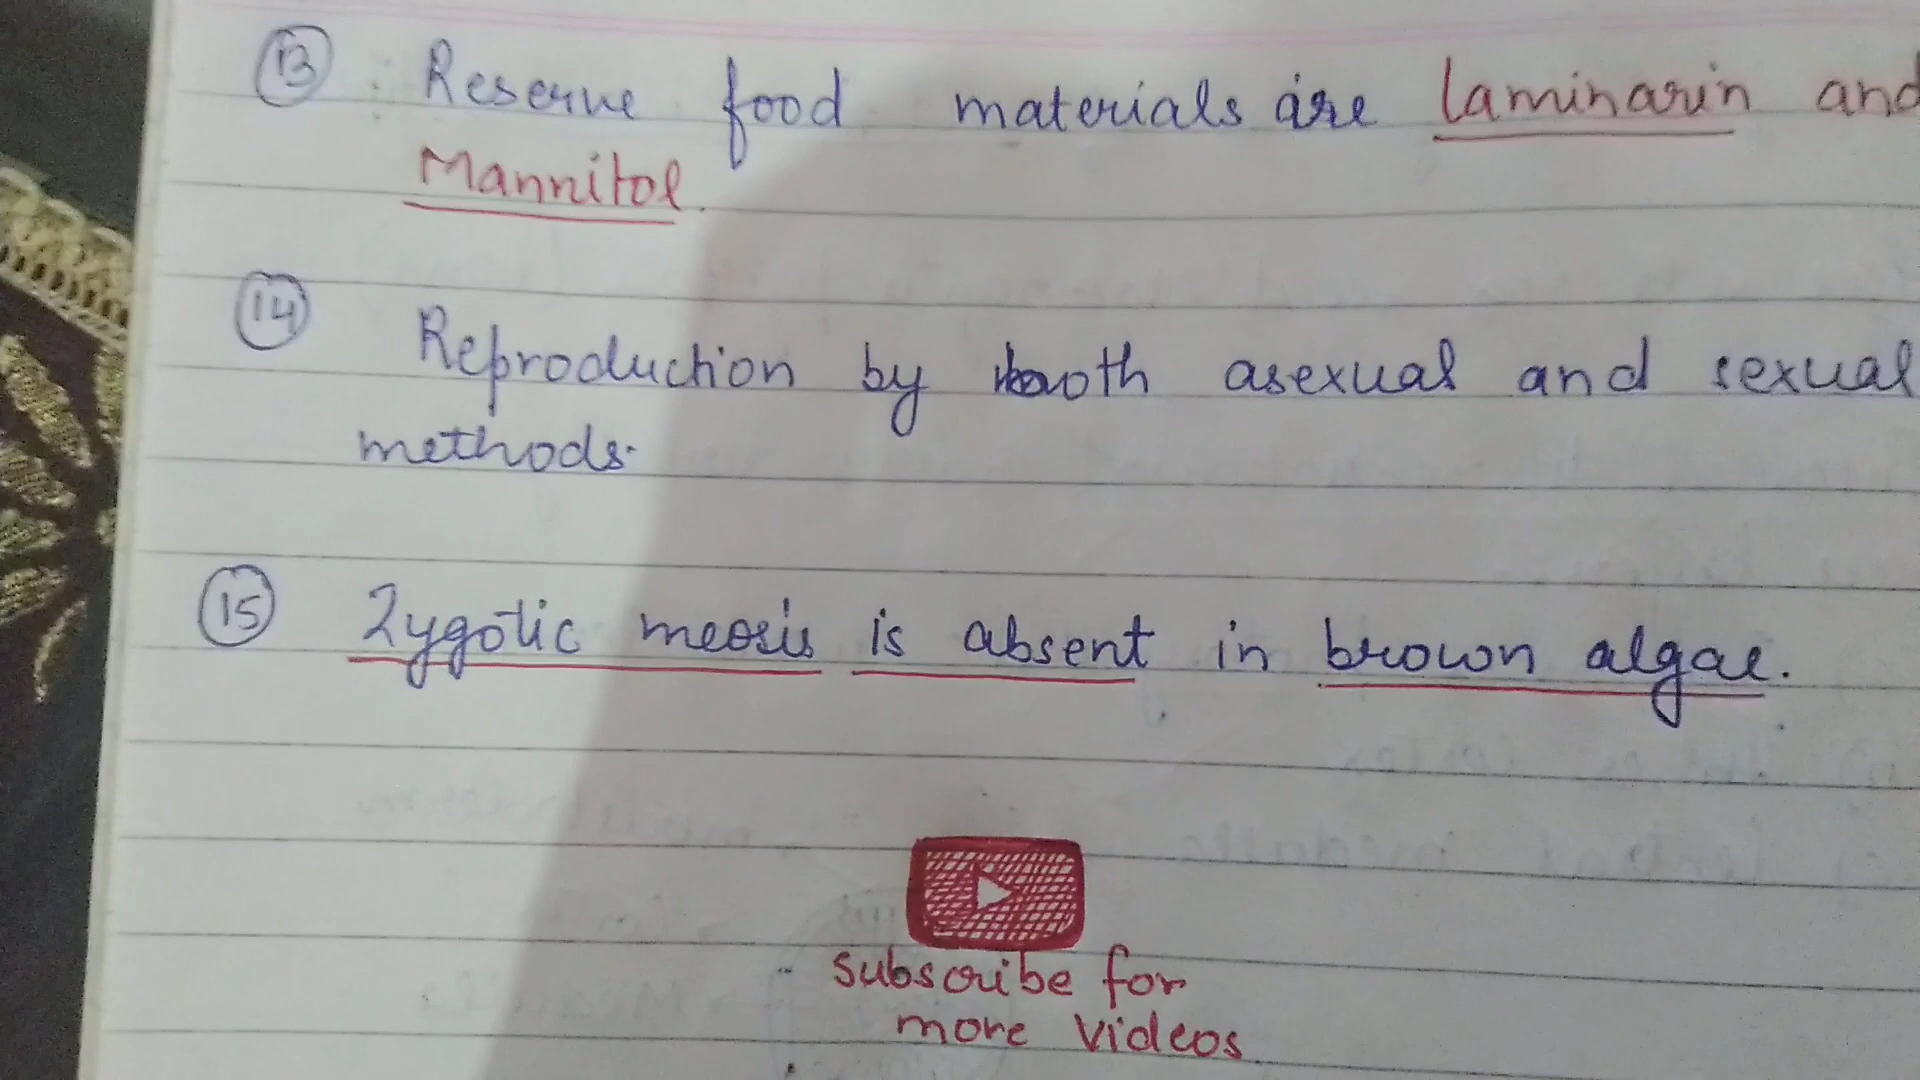 13 Reserve food materials are laminarin and
Mannitol.
14 Reproduction by both asexual and sexual
methods.
15 Zygotic meosis is absent in brown algae.
subscribe for
more videos